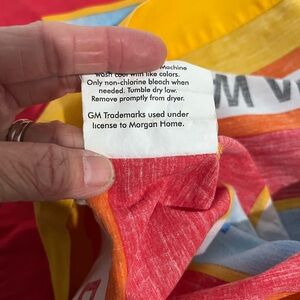 Machine
wash cool with like colors.
Only non-chlorine bleach when
needed. Tumble dry low.
Remove promptly from dryer.
GM Trademarks used under
license to Morgan Home.
M